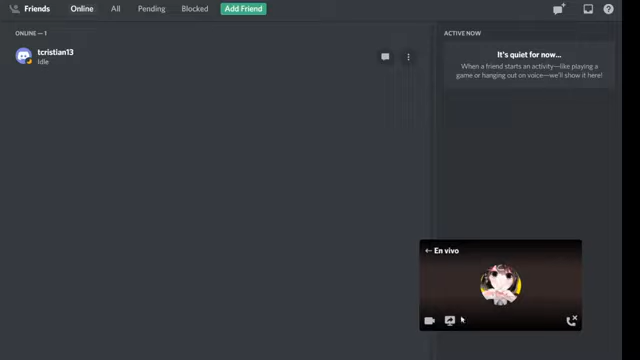 Friends Online All Pending Blocked Add Friend
ONLINE — 1
tcristian13
Idle
ACTIVE NOW
It's quiet for now...
When a friend starts an activity—like playing a
game or hanging out on voice—we'll show it here!
En vivo